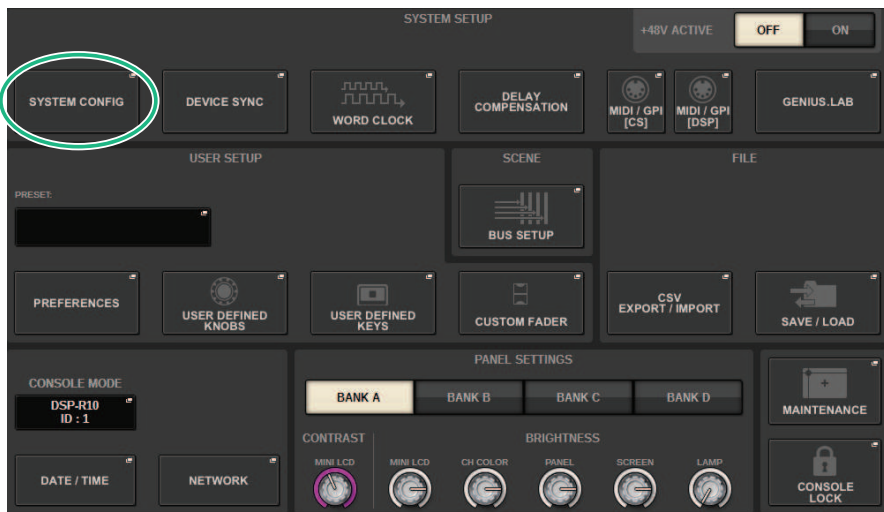 SYSTEM SETUP
+48V ACTIVE
OFF
ON
SYSTEM CONFIG
DEVICE SYNC
WORD CLOCK
DELAY
COMPENSATION
MIDI / GPI
[CS]
MIDI / GPI
[DSP]
GENIUS.LAB
USER SETUP
SCENE
FILE
PRESET:
BUS SETUP
PREFERENCES
USER DEFINED
KNOBS
USER DEFINED
KEYS
CUSTOM FADER
CSV
EXPORT / IMPORT
SAVE / LOAD
CONSOLE MODE
DSP-R10
ID : 1
PANEL SETTINGS
BANK A
BANK B
BANK C
BANK D
MAINTENANCE
CONTRAST
BRIGHTNESS
MINI LCD
MINI LCD
CH COLOR
PANEL
SCREEN
LAMP
DATE / TIME
NETWORK
CONSOLE
LOCK